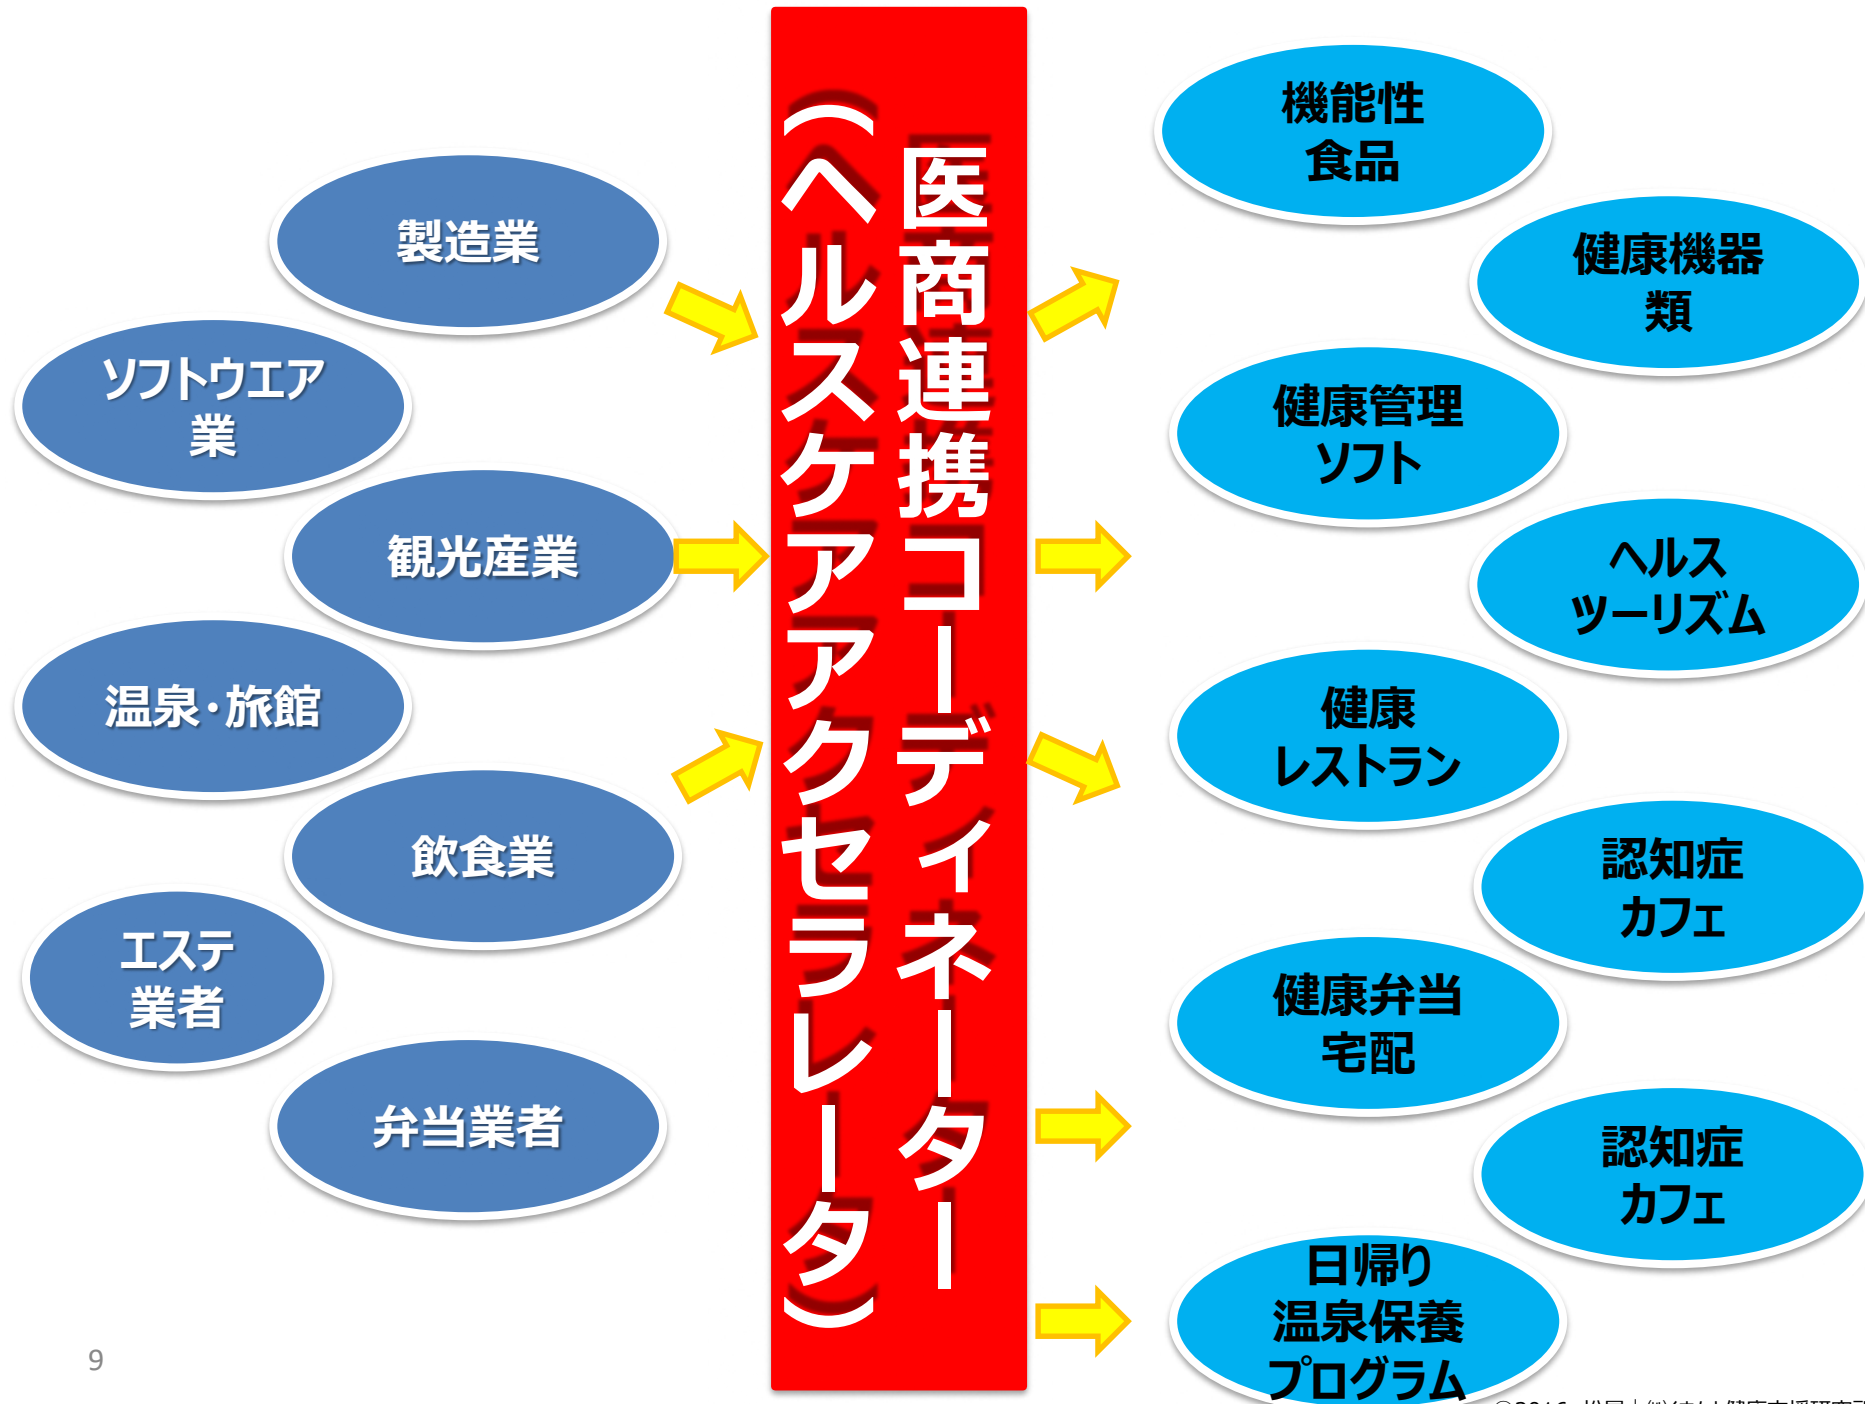 製造業
ソフトウエア
業
観光産業
温泉・旅館
飲食業
エステ
業者
弁当業者
医商連携コーディネーター
（ヘルスケアアクセラレータ）
機能性
食品
健康機器
類
健康管理
ソフト
ヘルス
ツーリズム
健康
レストラン
認知症
カフェ
健康弁当
宅配
認知症
カフェ
日帰り
温泉保養
プログラム
9